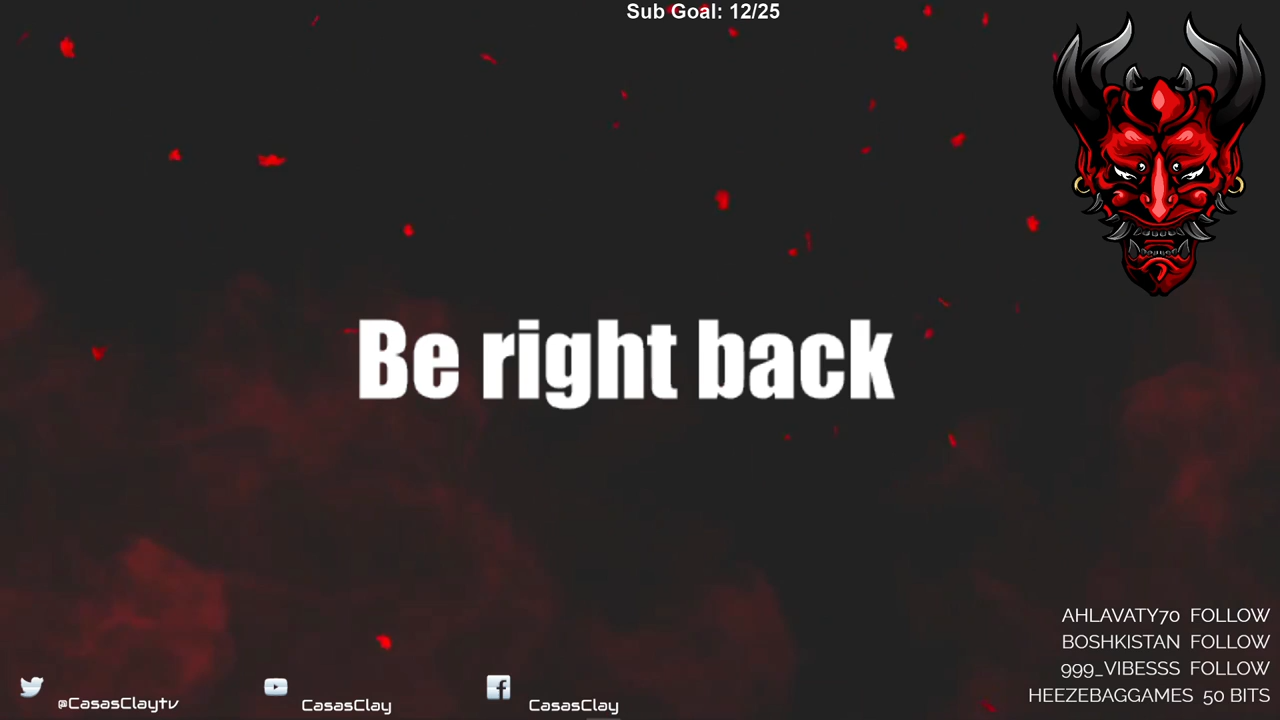 Sub Goal: 12/25
Be right back
AHLAVATY70 FOLLOW
BOSHKISTAN FOLLOW
999_VIBESSS FOLLOW
HEEZEBAGGAMES 50 BITS
@CasasClaytv
CasasClay
CasasClay